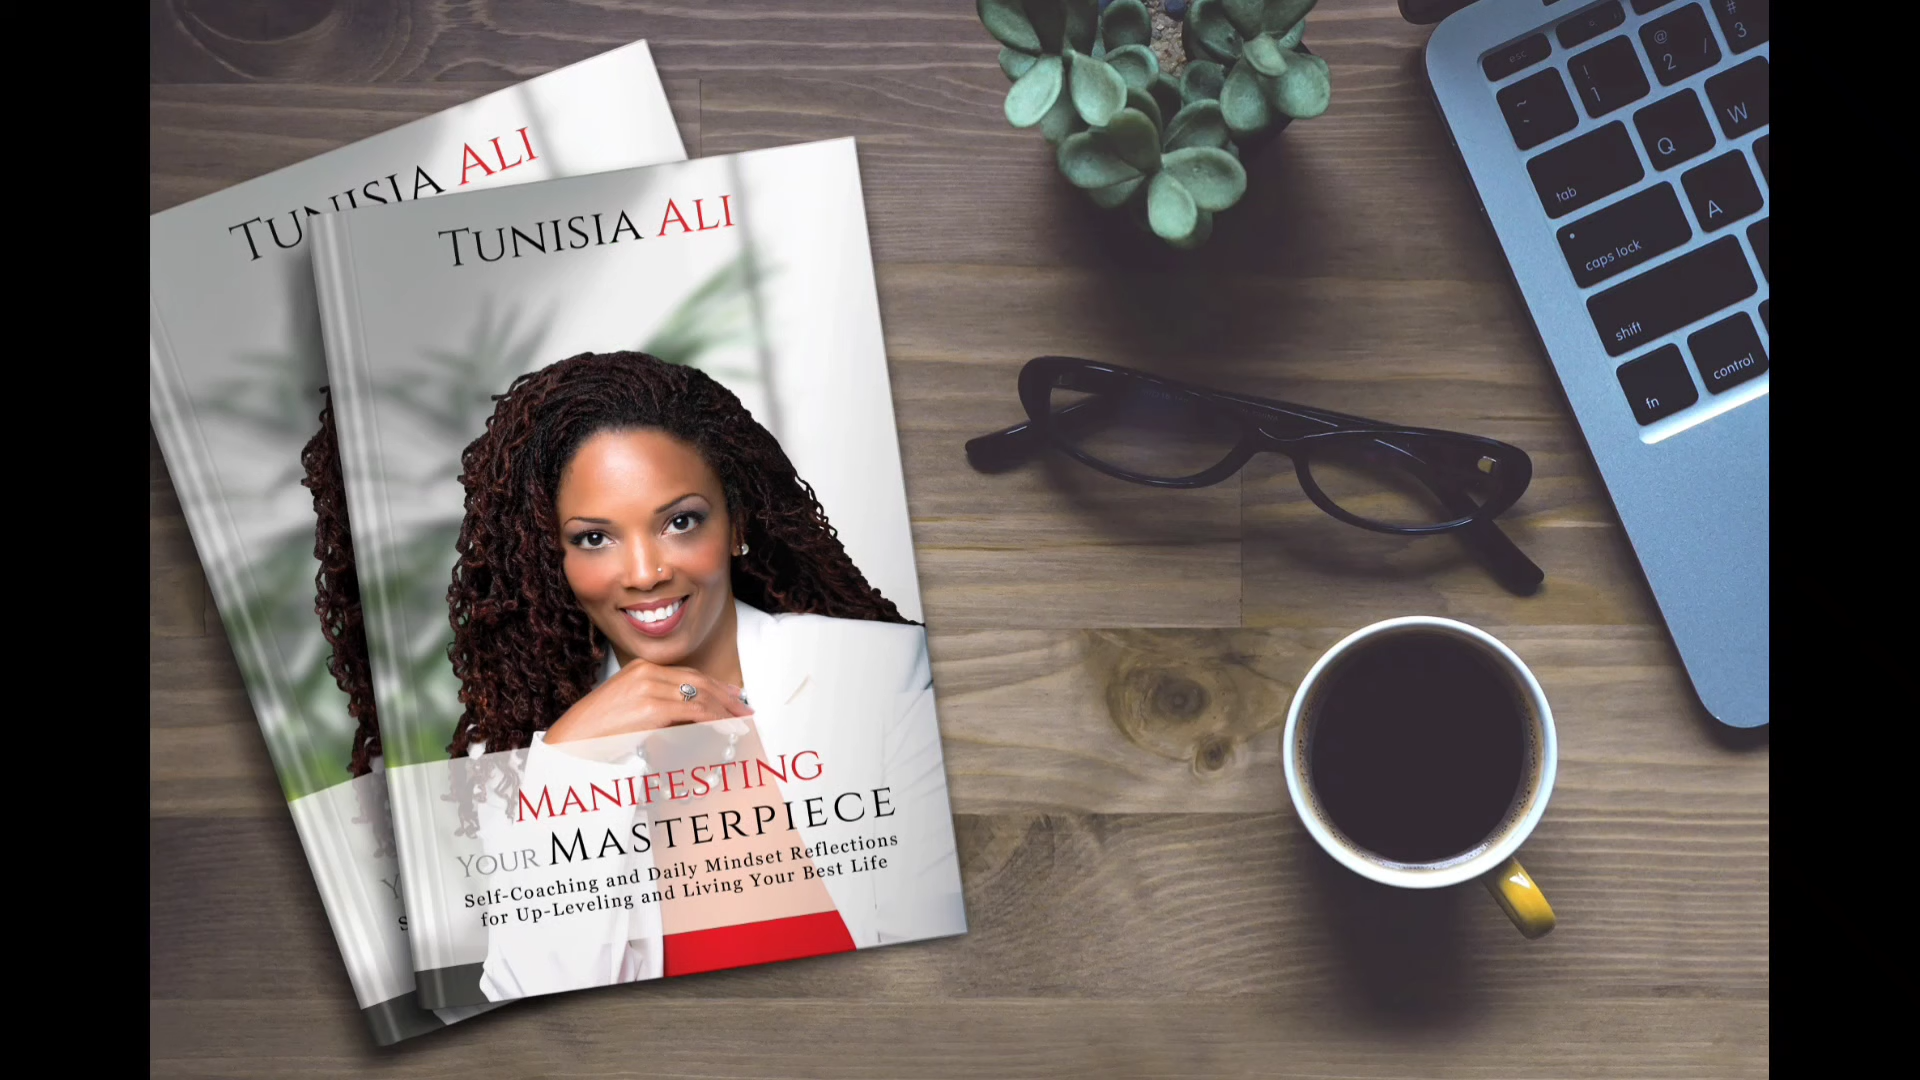 TUNISIA ALI
TUNISIA ALI
MANIFESTING
YOUR MASTERPIECE
Self-Coaching and Daily Mindset Reflections
for Up-Leveling and Living Your Best Life
esc
~
`
!
1
@
2
/
#
3
tab
Q
W
caps lock
A
shift
fn
control